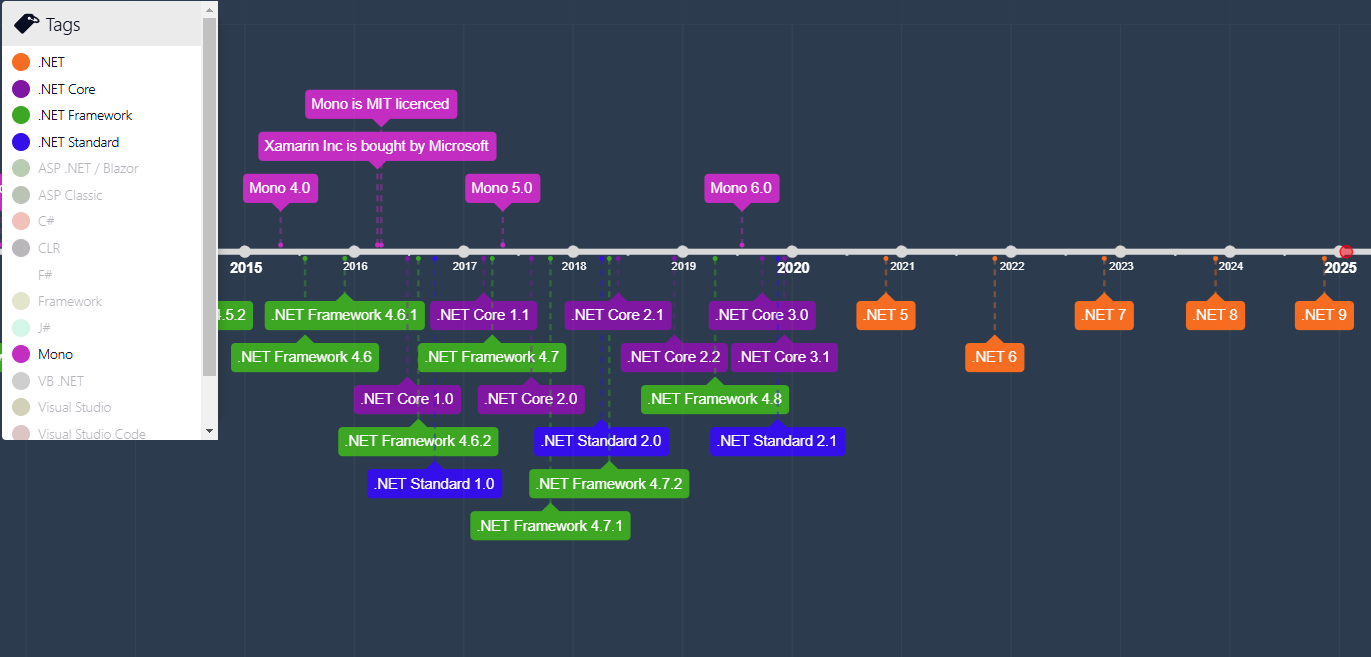 Tags
.NET
.NET Core
.NET Framework
.NET Standard
ASP .NET / Blazor
ASP Classic
C#
CLR
F#
Framework
J#
Mono
VB .NET
Visual Studio
Visual Studio Code
Mono is MIT licenced
Xamarin Inc is bought by Microsoft
Mono 4.0
Mono 5.0
Mono 6.0
2015 2016 2017 2018 2019 2020 2021 2022 2023 2024 2025
4.5.2 .NET Framework 4.6.1 .NET Core 1.1 .NET Core 2.1 .NET Core 3.0 .NET 5 .NET 7 .NET 8 .NET 9
.NET Framework 4.6 .NET Framework 4.7 .NET Core 2.2 .NET Core 3.1 .NET 6
.NET Core 1.0 .NET Core 2.0 .NET Framework 4.8
.NET Framework 4.6.2 .NET Standard 2.0 .NET Standard 2.1
.NET Standard 1.0 .NET Framework 4.7.2
.NET Framework 4.7.1